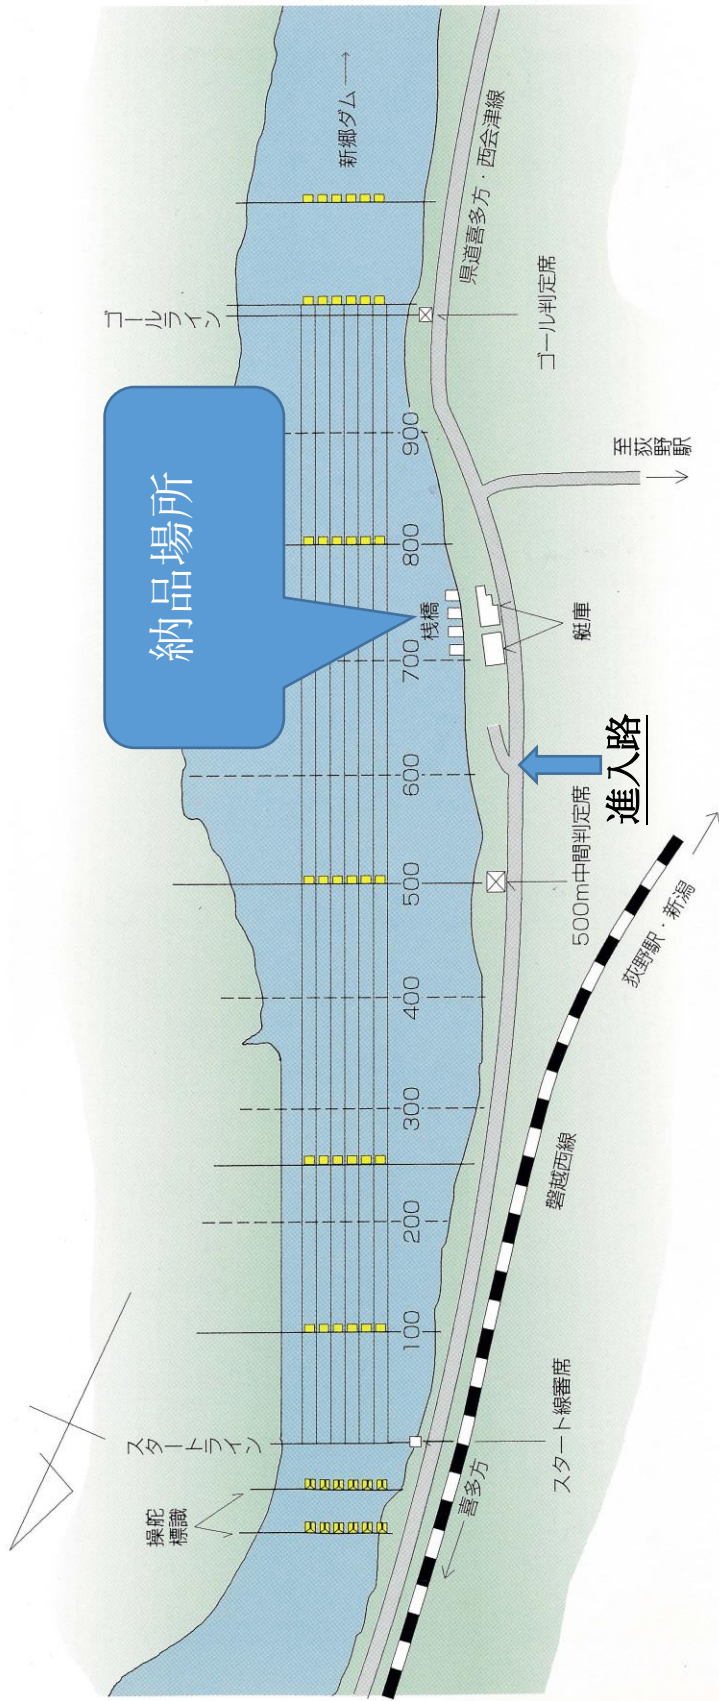 操舵
標識
スタートライン
ゴールライン
新郷ダム
納品場所
100
200
300
400
500
600
700
800
900
桟橋
艇庫
進入路
500m中間判定席
スタート線審席
ゴール判定席
県道喜多方・西会津線
至荻野駅
喜多方
磐越西線
荻野駅・新潟